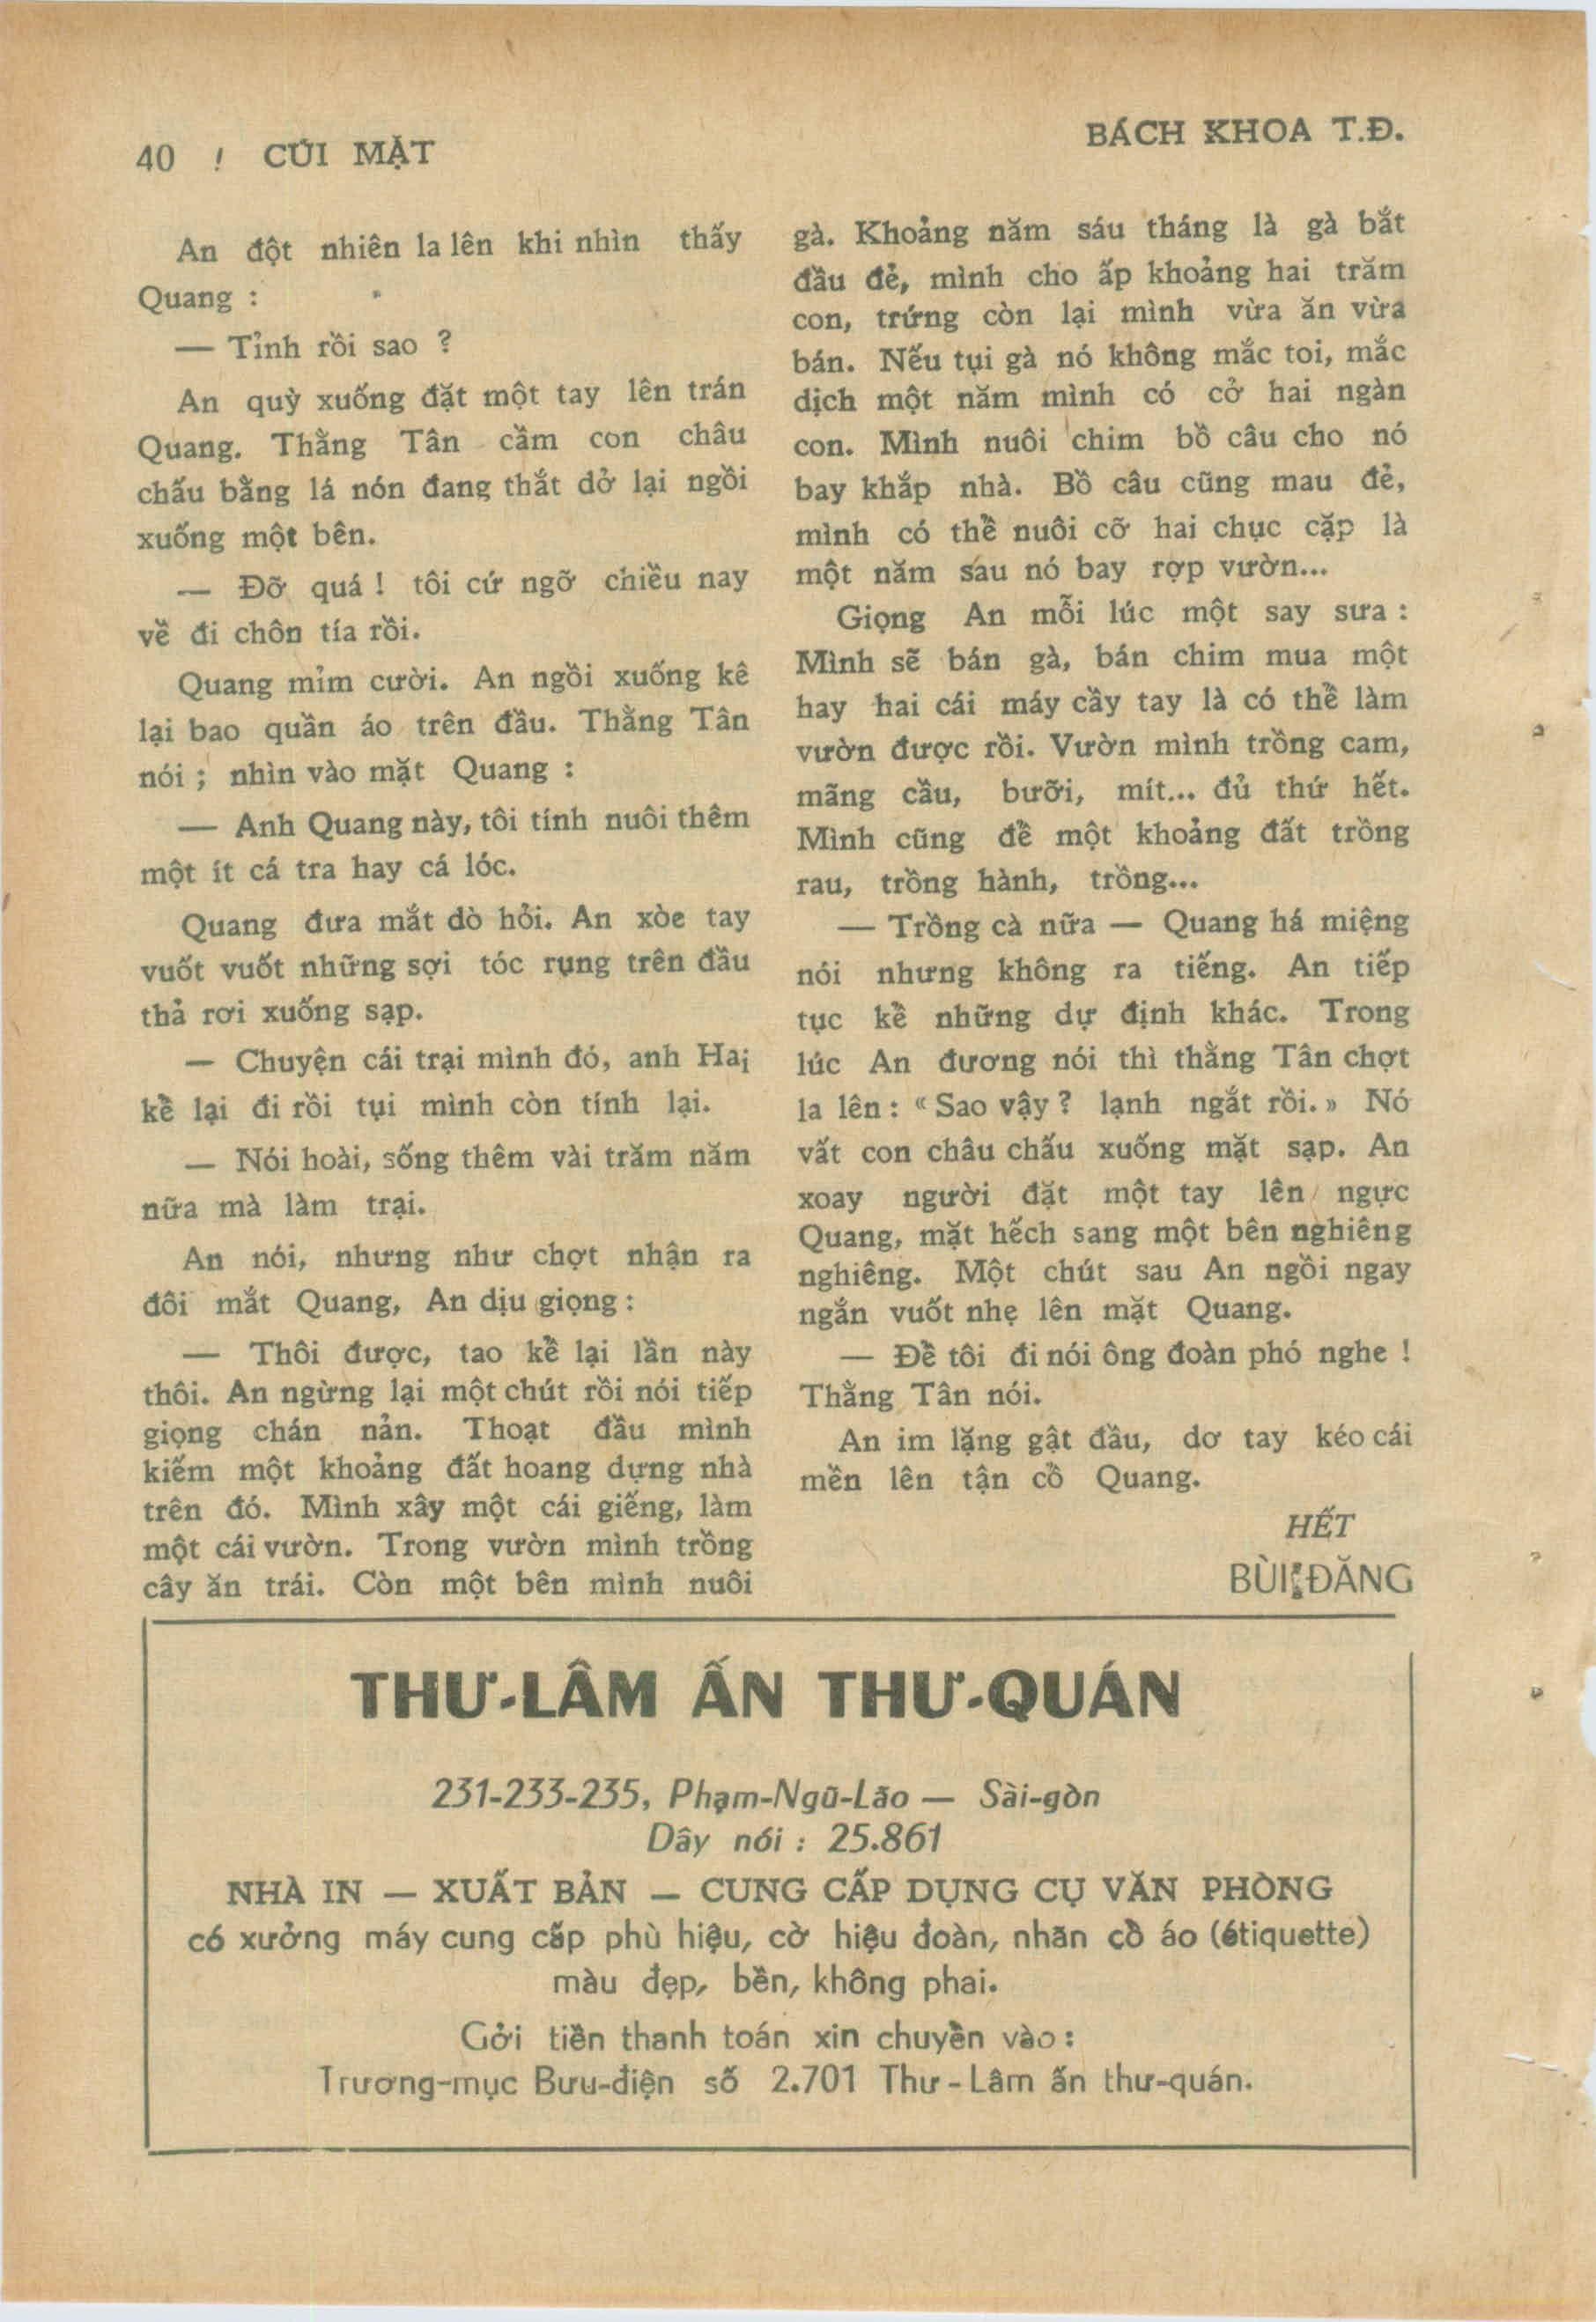 40 ! CÚI MẶT
BÁCH KHOA T.Đ.
An đột nhiên la lên khi nhìn thấy
Quang :
— Tỉnh rồi sao ?
An quỳ xuống đặt một tay lên trán
Quang. Thằng Tân cầm con châu
chấu bằng lá nón đang thắt dở lại ngồi
xuống một bên.
— Đỡ quá ! tôi cứ ngỡ chiều nay
về đi chôn tía rồi.
Quang mỉm cười. An ngồi xuống kê
lại bao quần áo trên đầu. Thằng Tân
nói ; nhìn vào mặt Quang :
— Anh Quang này, tôi tính nuôi thêm
một ít cá tra hay cá lóc.
Quang đưa mắt dò hỏi. An xòe tay
vuốt vuốt những sợi tóc rụng trên đầu
thả rơi xuống sạp.
— Chuyện cái trại mình đó, anh Hai
kể lại đi rồi tụi mình còn tính lại.
— Nói hoài, sống thêm vài trăm năm
nữa mà làm trại.
An nói, nhưng như chợt nhận ra
đôi mắt Quang, An dịu giọng :
— Thôi được, tao kể lại lần này
thôi. An ngừng lại một chút rồi nói tiếp
giọng chán nản. Thoạt đầu mình
kiếm một khoảng đất hoang dựng nhà
trên đó. Mình xây một cái giếng, làm
một cái vườn. Trong vườn mình trồng
cây ăn trái. Còn một bên mình nuôi
gà. Khoảng năm sáu tháng là gà bắt
đầu đẻ, mình cho ấp khoảng hai trăm
con, trứng còn lại mình vừa ăn vừa
bán. Nếu tụi gà nó không mắc toi, mắc
dịch một năm mình có cở hai ngàn
con. Mình nuôi chim bồ câu cho nó
bay khắp nhà. Bồ câu cũng mau đẻ,
mình có thể nuôi cỡ hai chục cặp là
một năm sau nó bay rợp vườn...
Giọng An mỗi lúc một say sưa :
Mình sẽ bán gà, bán chim mua một
hay hai cái máy cầy tay là có thể làm
vườn được rồi. Vườn mình trồng cam,
mãng cầu, bưỡi, mít... đủ thứ hết.
Mình cũng để một khoảng đất trồng
rau, trồng hành, trồng...
— Trồng cà nữa — Quang há miệng
nói nhưng không ra tiếng. An tiếp
tục kể những dự định khác. Trong
lúc An đương nói thì thằng Tân chợt
la lên : « Sao vậy ? lạnh ngắt rồi. » Nó
vất con châu chấu xuống mặt sạp. An
xoay người đặt một tay lên ngực
Quang, mặt hếch sang một bên nghiêng
nghiêng. Một chút sau An ngồi ngay
ngắn vuốt nhẹ lên mặt Quang.
— Để tôi đi nói ông đoàn phó nghe !
Thằng Tân nói.
An im lặng gật đầu, dơ tay kéo cái
mền lên tận cổ Quang.
HẾT
BÙI ĐĂNG
THƯ-LÂM ẤN THƯ-QUÁN
231-233-235, Phạm-Ngũ-Lão — Sài-gòn
Dây nói : 25.861
NHÀ IN — XUẤT BẢN — CUNG CẤP DỤNG CỤ VĂN PHÒNG
có xưởng máy cung cấp phù hiệu, cờ hiệu đoàn, nhãn cổ áo (étiquette)
màu đẹp, bền, không phai.
Gởi tiền thanh toán xin chuyển vào :
Trương-mục Bưu-điện số 2.701 Thư-Lâm ấn thư-quán.